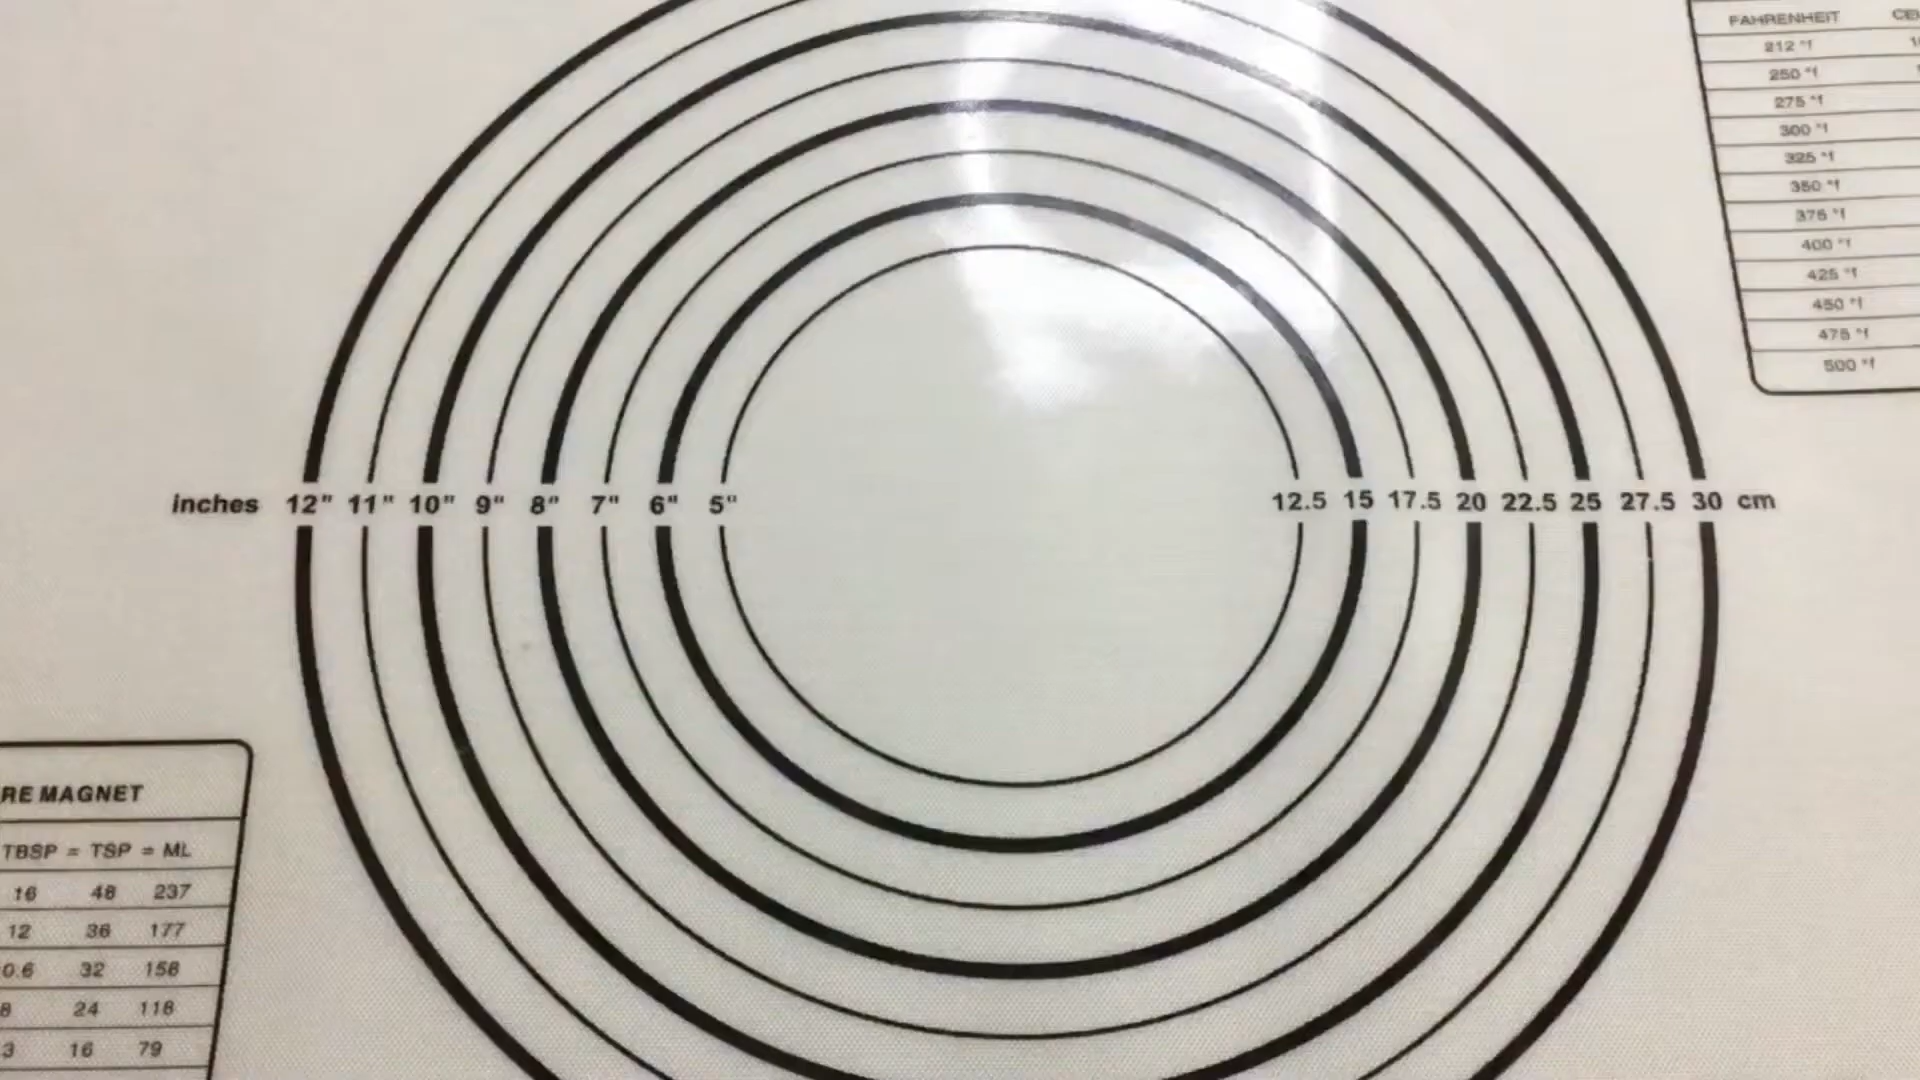 FAHRENHEIT
212 °f
250 °f
275 °f
300 °f
325 °f
350 °f
375 °f
400 °f
425 °f
450 °f
475 °f
500 °f
inches 12" 11" 10" 9" 8" 7" 6" 5" 12.5 15 17.5 20 22.5 25 27.5 30 cm
MAGNET
TBSP = TSP = ML
16 48 237
12 36 177
0.6 32 158
8 24 118
3 16 79